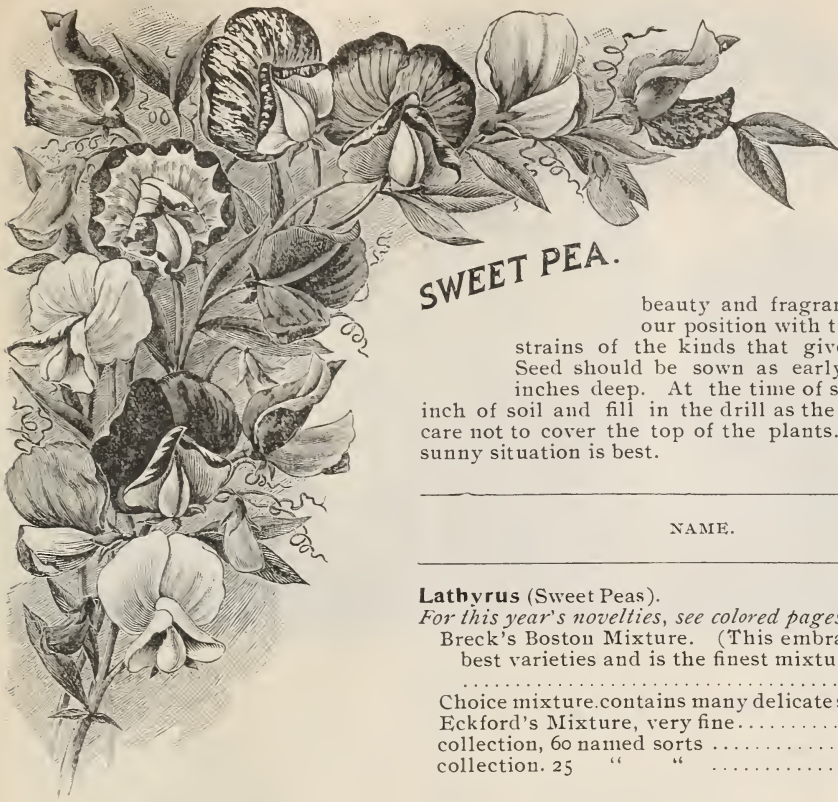 SWEET PEA.
beauty and
our position with
strains of the kinds that
Seed should be sown as early
inches deep. At the time of
inch of soil and fill in the drill as the
care not to cover the top of the plants.
sunny situation is best.
NAME.
Lathyrus (Sweet Peas).
For this year's novelties, see colored pages
Breck's Boston Mixture. (This
best varieties and is the finest
..................................
Choice mixture.contains many delicate
Eckford's Mixture, very fine..........
collection, 60 named sorts ............
collection. 25 “ “ ............